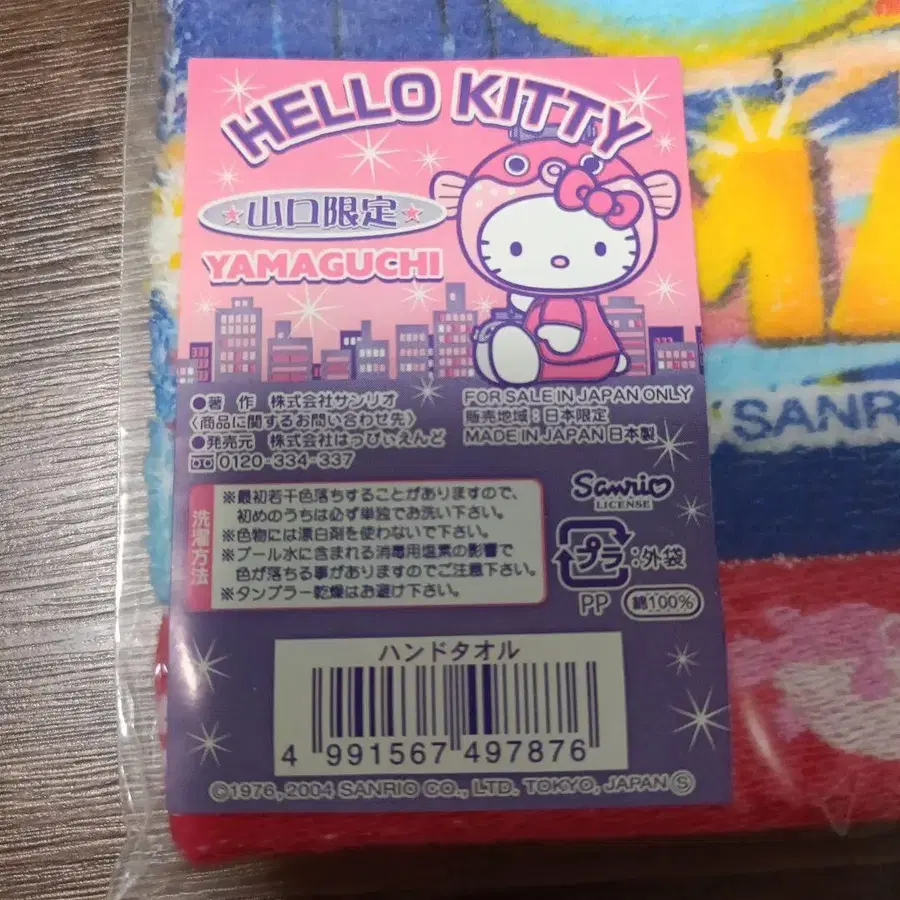 HELLO KITTY
山口限定
YAMAGUCHI
●著 作 株式会社サンリオ
〈商品に関するお問い合わせ先〉
●発売元 株式会社はっぴぃえんど
0120-334-337
FOR SALE IN JAPAN ONLY
販売地域:日本限定
MADE IN JAPAN 日本製
洗濯方法
※最初若干色落ちすることがありますので、
初めのうちは必ず単独でお洗い下さい。
※色物には漂白剤を使わないで下さい。
※プール水に含まれる消毒用塩素の影響で
色が落ちる事がありますのでご注意下さい。
※タンブラー乾燥はお避け下さい。
Sanrio
LICENSE
プラ:外袋
PP 綿100%
ハンドタオル
4 991567 497876
©1976, 2004 SANRIO CO., LTD. TOKYO, JAPAN Ⓢ
MA
SANR